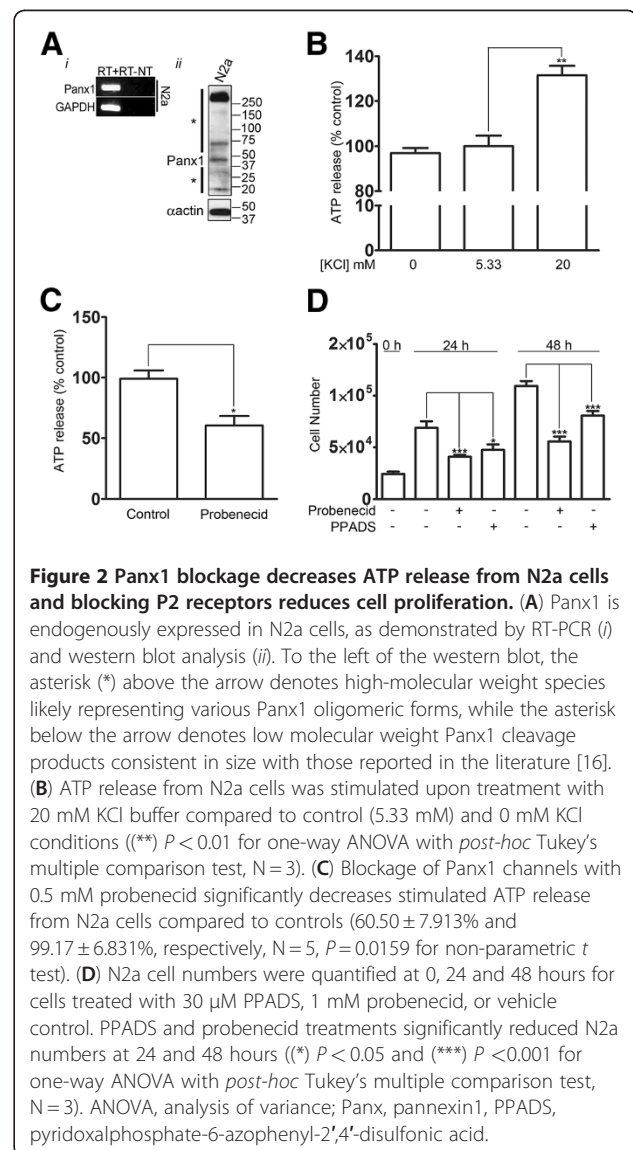 A
i
ii
RT+RT-NT
Panx1
GAPDH
N2a
N2a
*
Panx1
*
250
150
100
75
50
37
25
20
αactin
50
37
B
ATP release (% control)
140
120
100
80
10
0
**
[KCl] mM
0
5.33
20
C
ATP release (% control)
150
100
50
0
*
Control
Probenecid
D
Cell Number
2×10⁵
1×10⁵
5×10⁴
0
0 h
24 h
48 h
***
*
***
***
Probenecid - - + - - + -
PPADS - - - + - - +
Figure 2 Panx1 blockage decreases ATP release from N2a cells
and blocking P2 receptors reduces cell proliferation. (A) Panx1 is
endogenously expressed in N2a cells, as demonstrated by RT-PCR (i)
and western blot analysis (ii). To the left of the western blot, the
asterisk (*) above the arrow denotes high-molecular weight species
likely representing various Panx1 oligomeric forms, while the asterisk
below the arrow denotes low molecular weight Panx1 cleavage
products consistent in size with those reported in the literature [16].
(B) ATP release from N2a cells was stimulated upon treatment with
20 mM KCl buffer compared to control (5.33 mM) and 0 mM KCl
conditions ((**) P < 0.01 for one-way ANOVA with post-hoc Tukey's
multiple comparison test, N = 3). (C) Blockage of Panx1 channels with
0.5 mM probenecid significantly decreases stimulated ATP release
from N2a cells compared to controls (60.50 ± 7.913% and
99.17 ± 6.831%, respectively, N = 5, P = 0.0159 for non-parametric t
test). (D) N2a cell numbers were quantified at 0, 24 and 48 hours for
cells treated with 30 μM PPADS, 1 mM probenecid, or vehicle
control. PPADS and probenecid treatments significantly reduced N2a
numbers at 24 and 48 hours ((*) P < 0.05 and (***) P <0.001 for
one-way ANOVA with post-hoc Tukey's multiple comparison test,
N = 3). ANOVA, analysis of variance; Panx, pannexin1, PPADS,
pyridoxalphosphate-6-azophenyl-2′,4′-disulfonic acid.